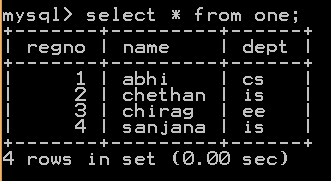 mysql> select * from one;
+-------+----------+------+
| regno | name     | dept |
+-------+----------+------+
|     1 | abhi     | cs   |
|     2 | chethan  | is   |
|     3 | chirag   | ee   |
|     4 | sanjana  | is   |
+-------+----------+------+
4 rows in set (0.00 sec)